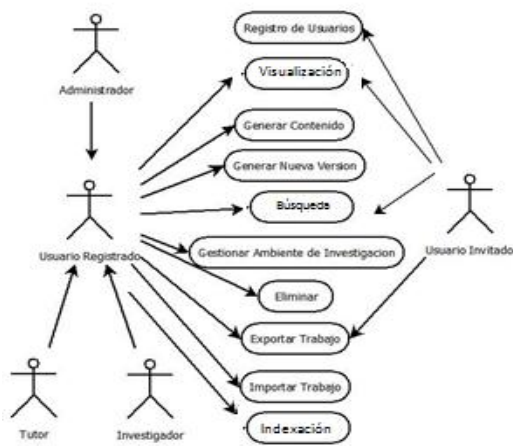 Registro de Usuarios
Visualización
Administrador
Generar Contenido
Generar Nueva Version
Búsqueda
Usuario Registrado
Gestionar Ambiente de Investigacion
Usuario Invitado
Eliminar
Exportar Trabajo
Importar Trabajo
Indexación
Tutor
Investigador